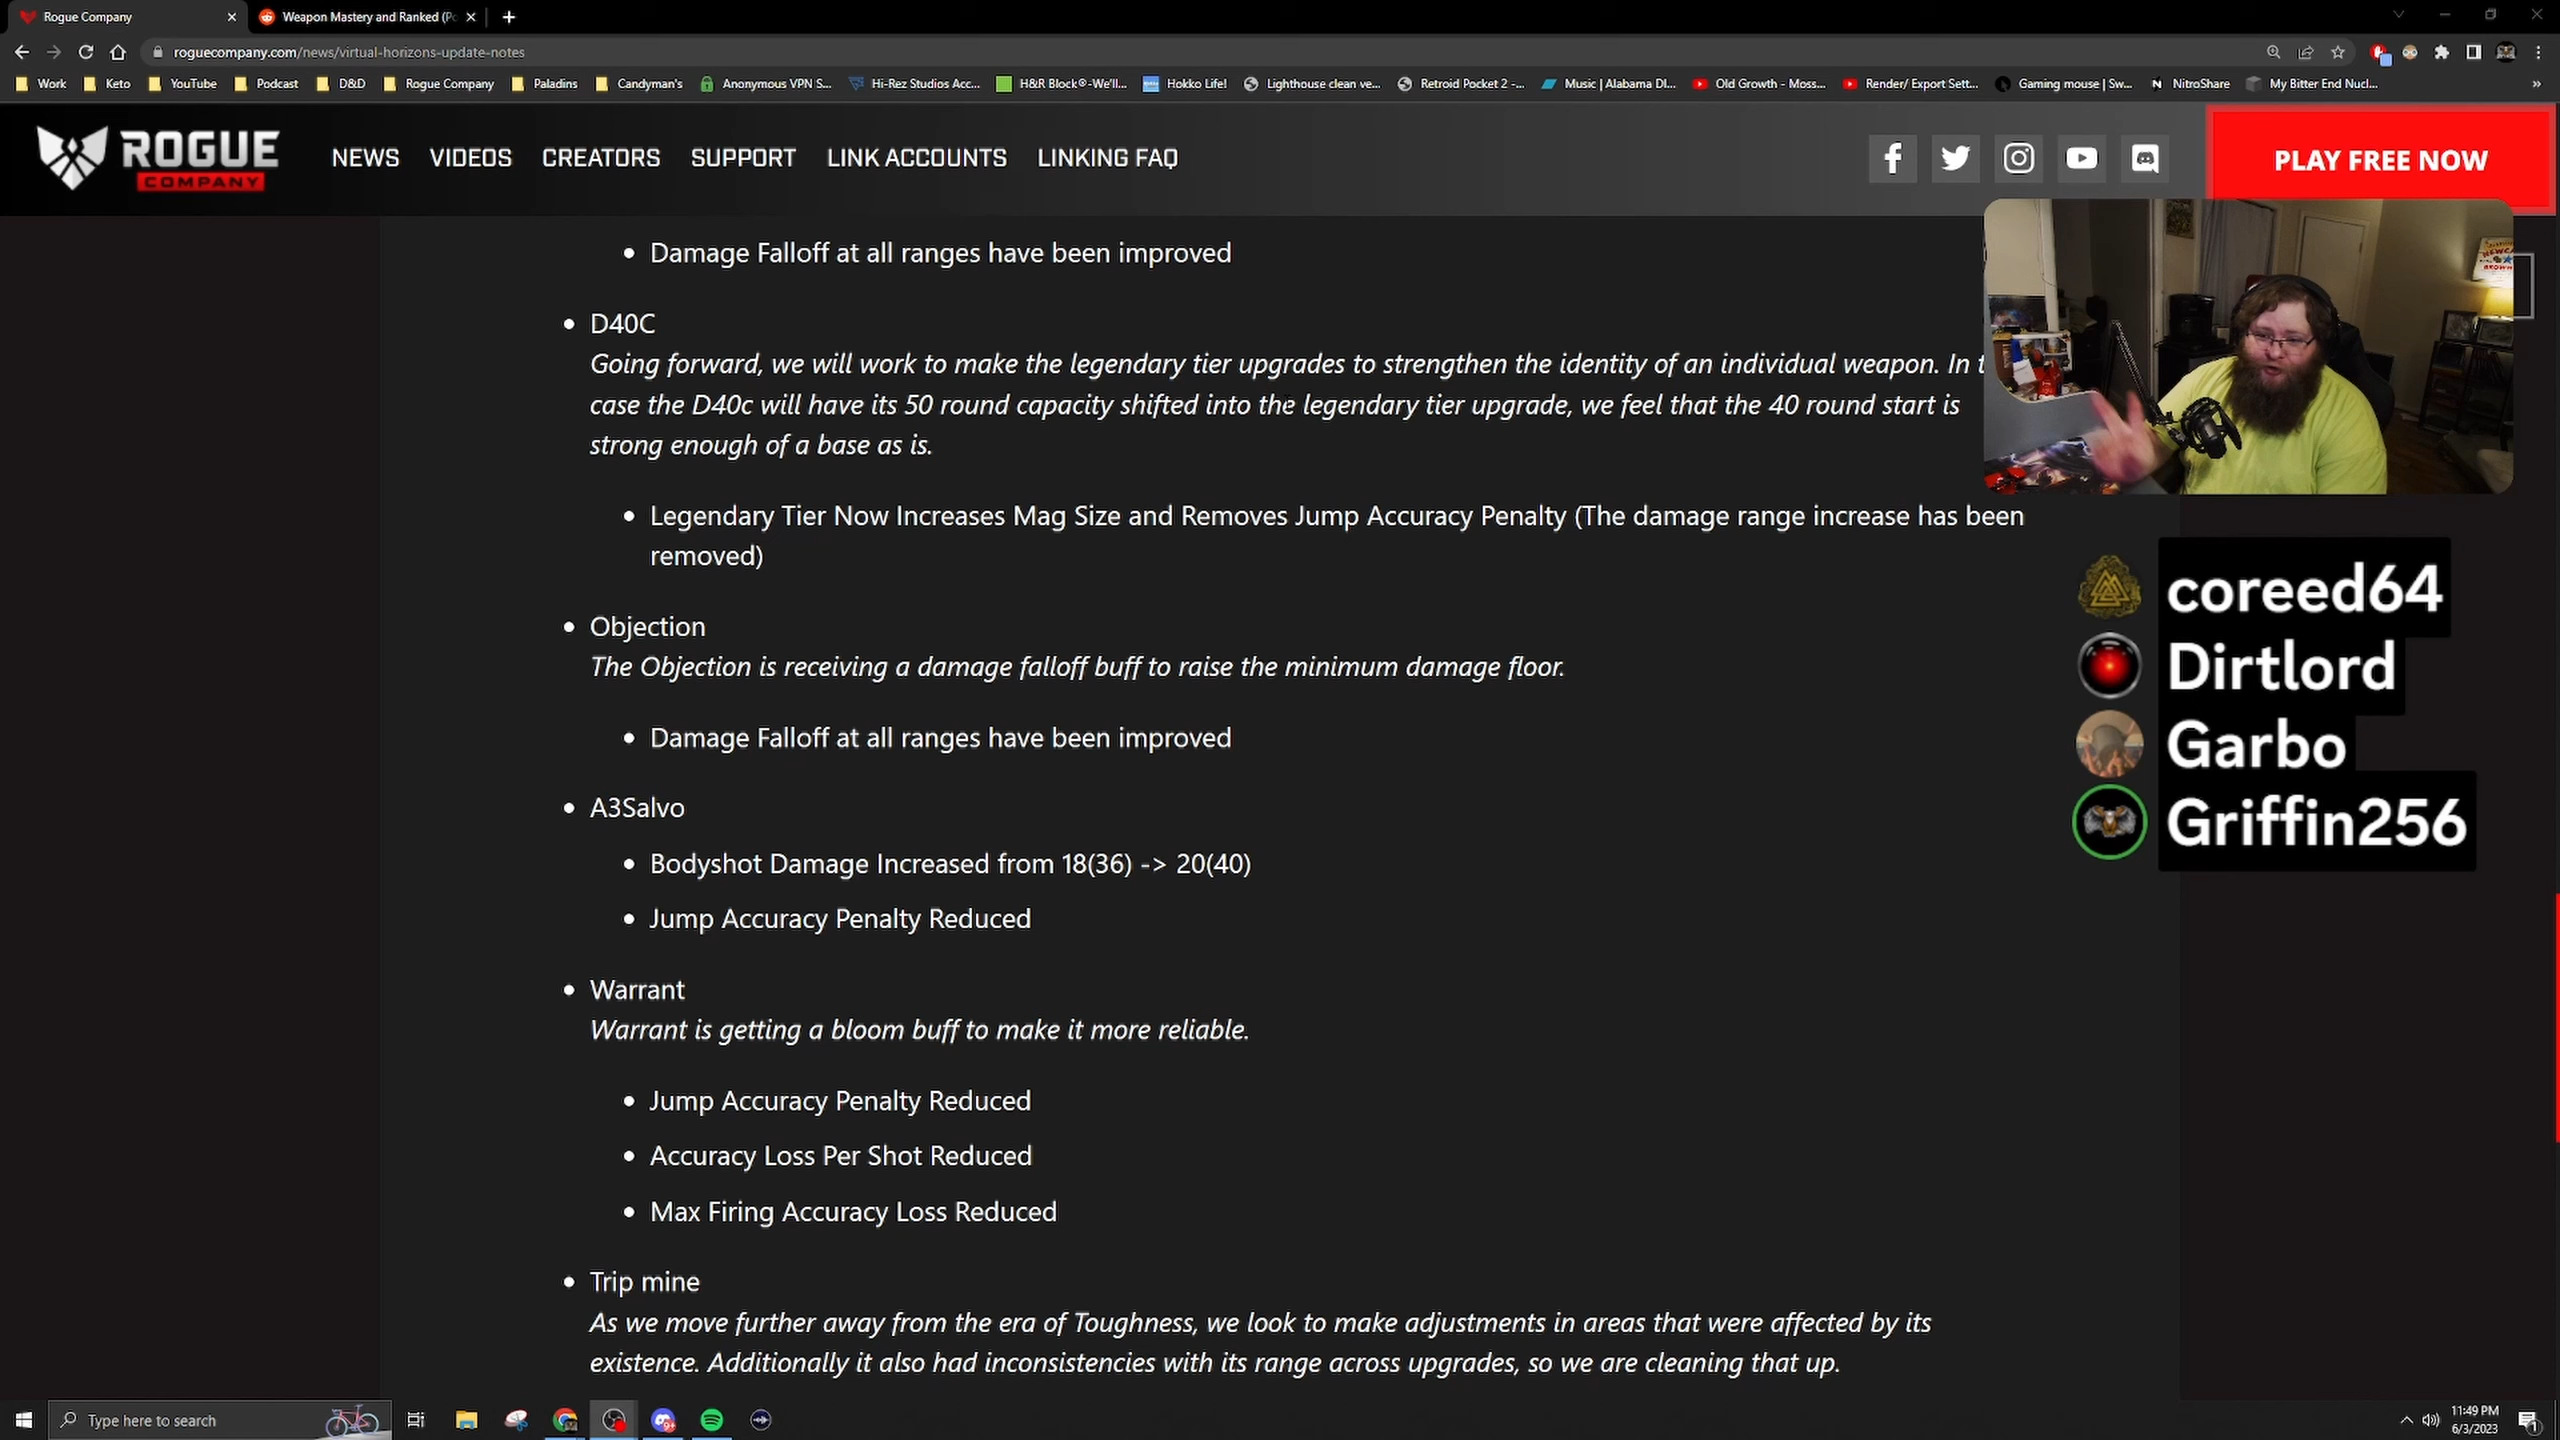 Rogue Company
Weapon Mastery and Ranked (Po
roguecompany.com/news/virtual-horizons-update-notes
Work Keto YouTube Podcast D&D Rogue Company Paladins Candyman's Anonymous VPN S... Hi-Rez Studios Acc... H&R Block®-We'll... Hokko Life! Lighthouse clean ve... Retroid Pocket 2 -... Music | Alabama DI... Old Growth - Moss... Render/ Export Sett... Gaming mouse | Sw... NitroShare My Bitter End Nucl...
ROGUE
COMPANY
NEWS VIDEOS CREATORS SUPPORT LINK ACCOUNTS LINKING FAQ
PLAY FREE NOW
• Damage Falloff at all ranges have been improved
• D40C
Going forward, we will work to make the legendary tier upgrades to strengthen the identity of an individual weapon. In t
case the D40c will have its 50 round capacity shifted into the legendary tier upgrade, we feel that the 40 round start is
strong enough of a base as is.
• Legendary Tier Now Increases Mag Size and Removes Jump Accuracy Penalty (The damage range increase has been
removed)
• Objection
The Objection is receiving a damage falloff buff to raise the minimum damage floor.
• Damage Falloff at all ranges have been improved
• A3Salvo
• Bodyshot Damage Increased from 18(36) -> 20(40)
• Jump Accuracy Penalty Reduced
• Warrant
Warrant is getting a bloom buff to make it more reliable.
• Jump Accuracy Penalty Reduced
• Accuracy Loss Per Shot Reduced
• Max Firing Accuracy Loss Reduced
• Trip mine
As we move further away from the era of Toughness, we look to make adjustments in areas that were affected by its
existence. Additionally it also had inconsistencies with its range across upgrades, so we are cleaning that up.
coreed64
Dirtlord
Garbo
Griffin256
Type here to search
11:49 PM
6/3/2023